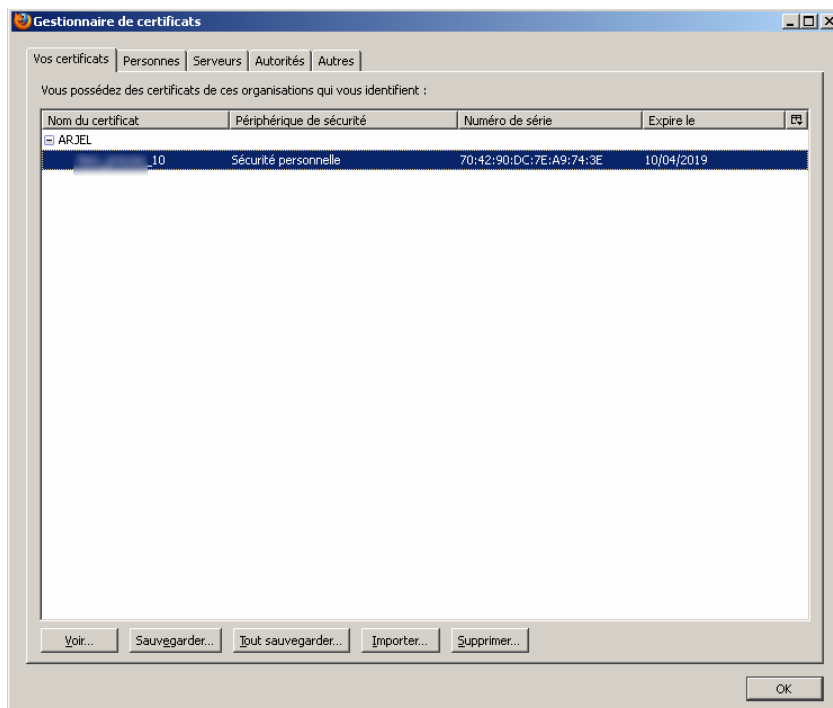 Gestionnaire de certificats
Vos certificats Personnes Serveurs Autorités Autres
Vous possédez des certificats de ces organisations qui vous identifient :
Nom du certificat Périphérique de sécurité Numéro de série Expire le
ARJEL
_10 Sécurité personnelle 70:42:90:DC:7E:A9:74:3E 10/04/2019
Voir... Sauvegarder... Tout sauvegarder... Importer... Supprimer...
OK